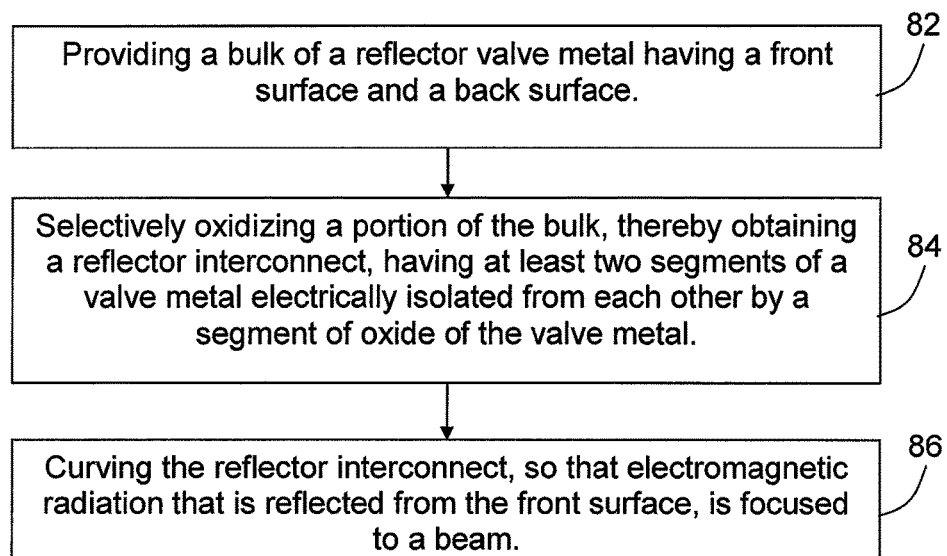 82
Providing a bulk of a reflector valve metal having a front
surface and a back surface.
84
Selectively oxidizing a portion of the bulk, thereby obtaining
a reflector interconnect, having at least two segments of a
valve metal electrically isolated from each other by a
segment of oxide of the valve metal.
86
Curving the reflector interconnect, so that electromagnetic
radiation that is reflected from the front surface, is focused
to a beam.